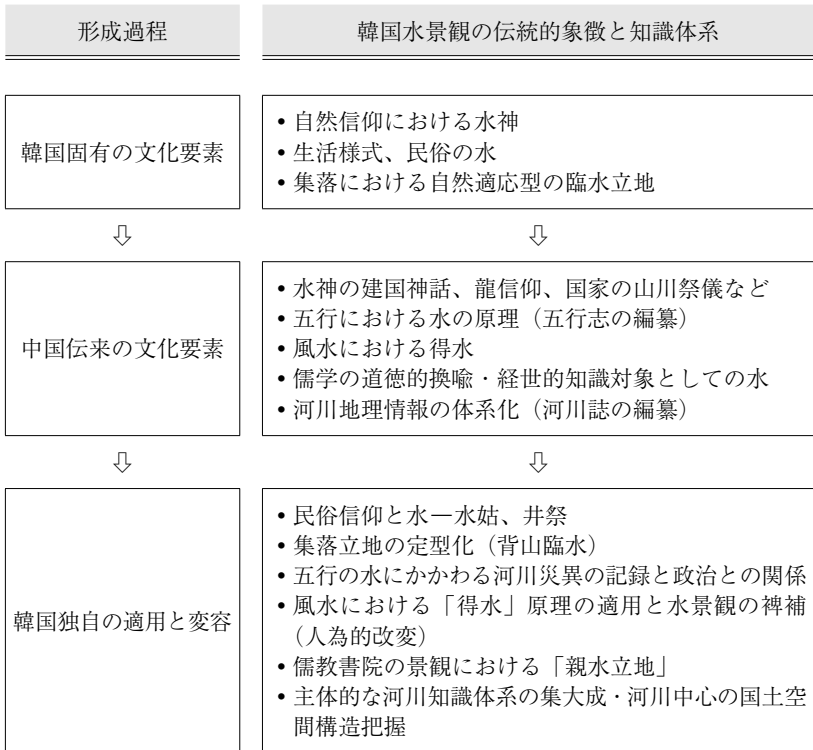 形成過程
韓国水景観の伝統的象徴と知識体系
韓国固有の文化要素
• 自然信仰における水神
• 生活様式、民俗の水
• 集落における自然適応型の臨水立地
⇩
⇩
中国伝来の文化要素
• 水神の建国神話、龍信仰、国家の山川祭儀など
• 五行における水の原理（五行志の編纂）
• 風水における得水
• 儒学の道徳的換喩・経世的知識対象としての水
• 河川地理情報の体系化（河川誌の編纂）
⇩
⇩
韓国独自の適用と変容
• 民俗信仰と水―水姑、井祭
• 集落立地の定型化（背山臨水）
• 五行の水にかかわる河川災異の記録と政治との関係
• 風水における「得水」原理の適用と水景観の裨補
（人為的改変）
• 儒教書院の景観における「親水立地」
• 主体的な河川知識体系の集大成・河川中心の国土空
間構造把握